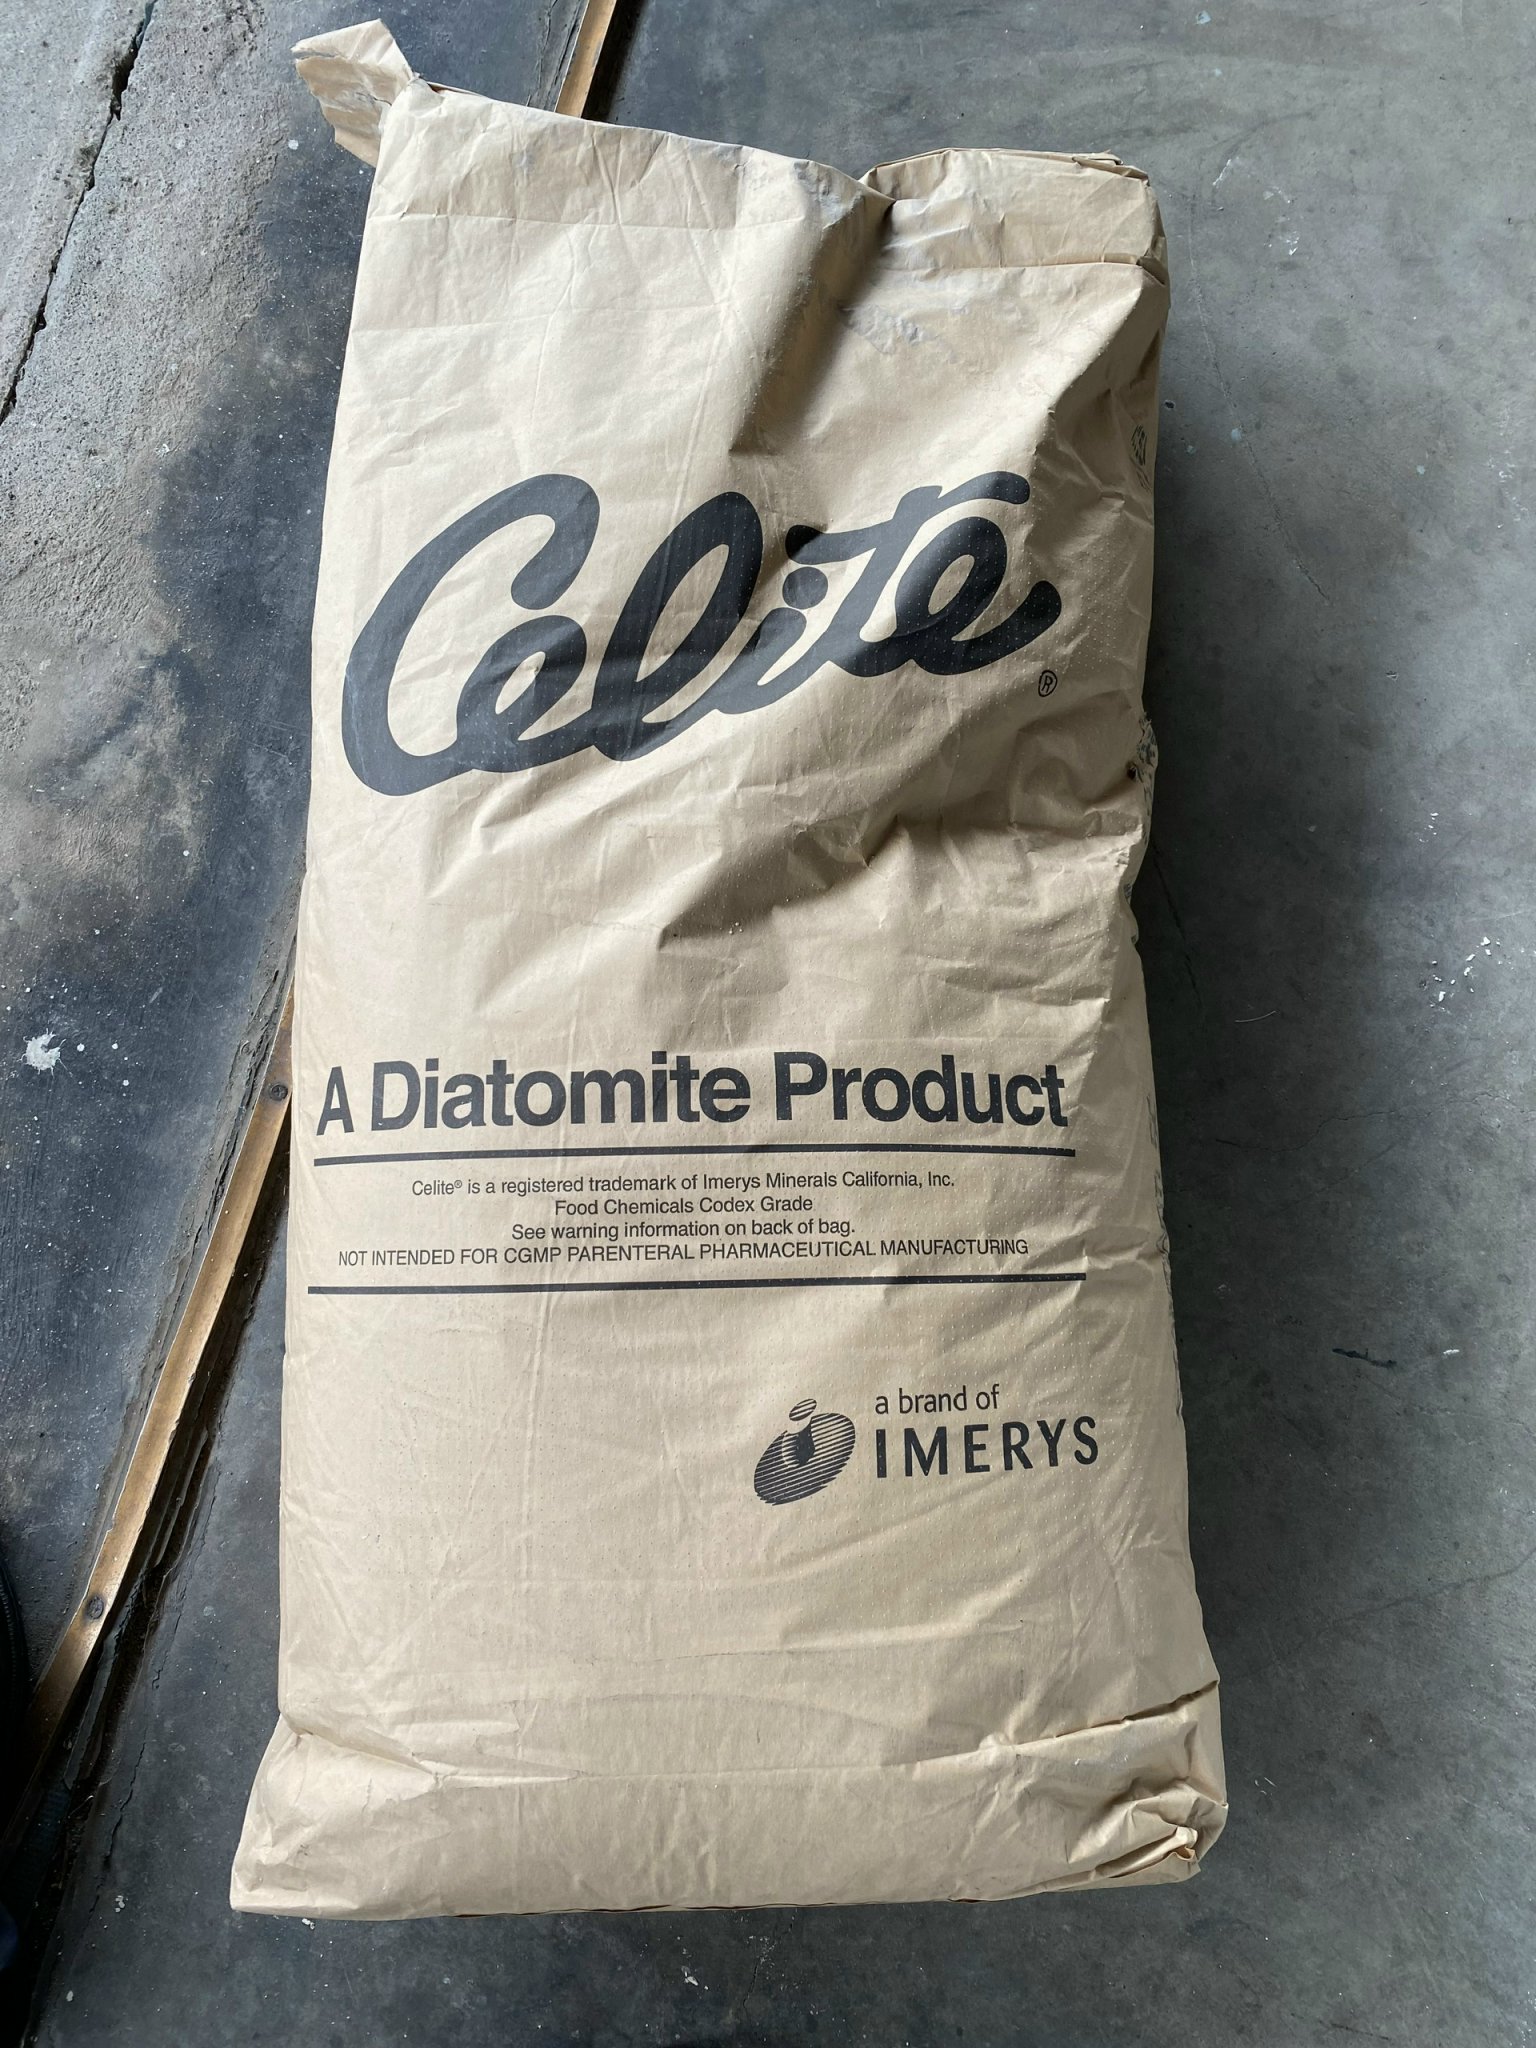 Celite®
A Diatomite Product
Celite® is a registered trademark of Imerys Minerals California, Inc.
Food Chemicals Codex Grade
See warning information on back of bag.
NOT INTENDED FOR CGMP PARENTERAL PHARMACEUTICAL MANUFACTURING
a brand of
IMERYS